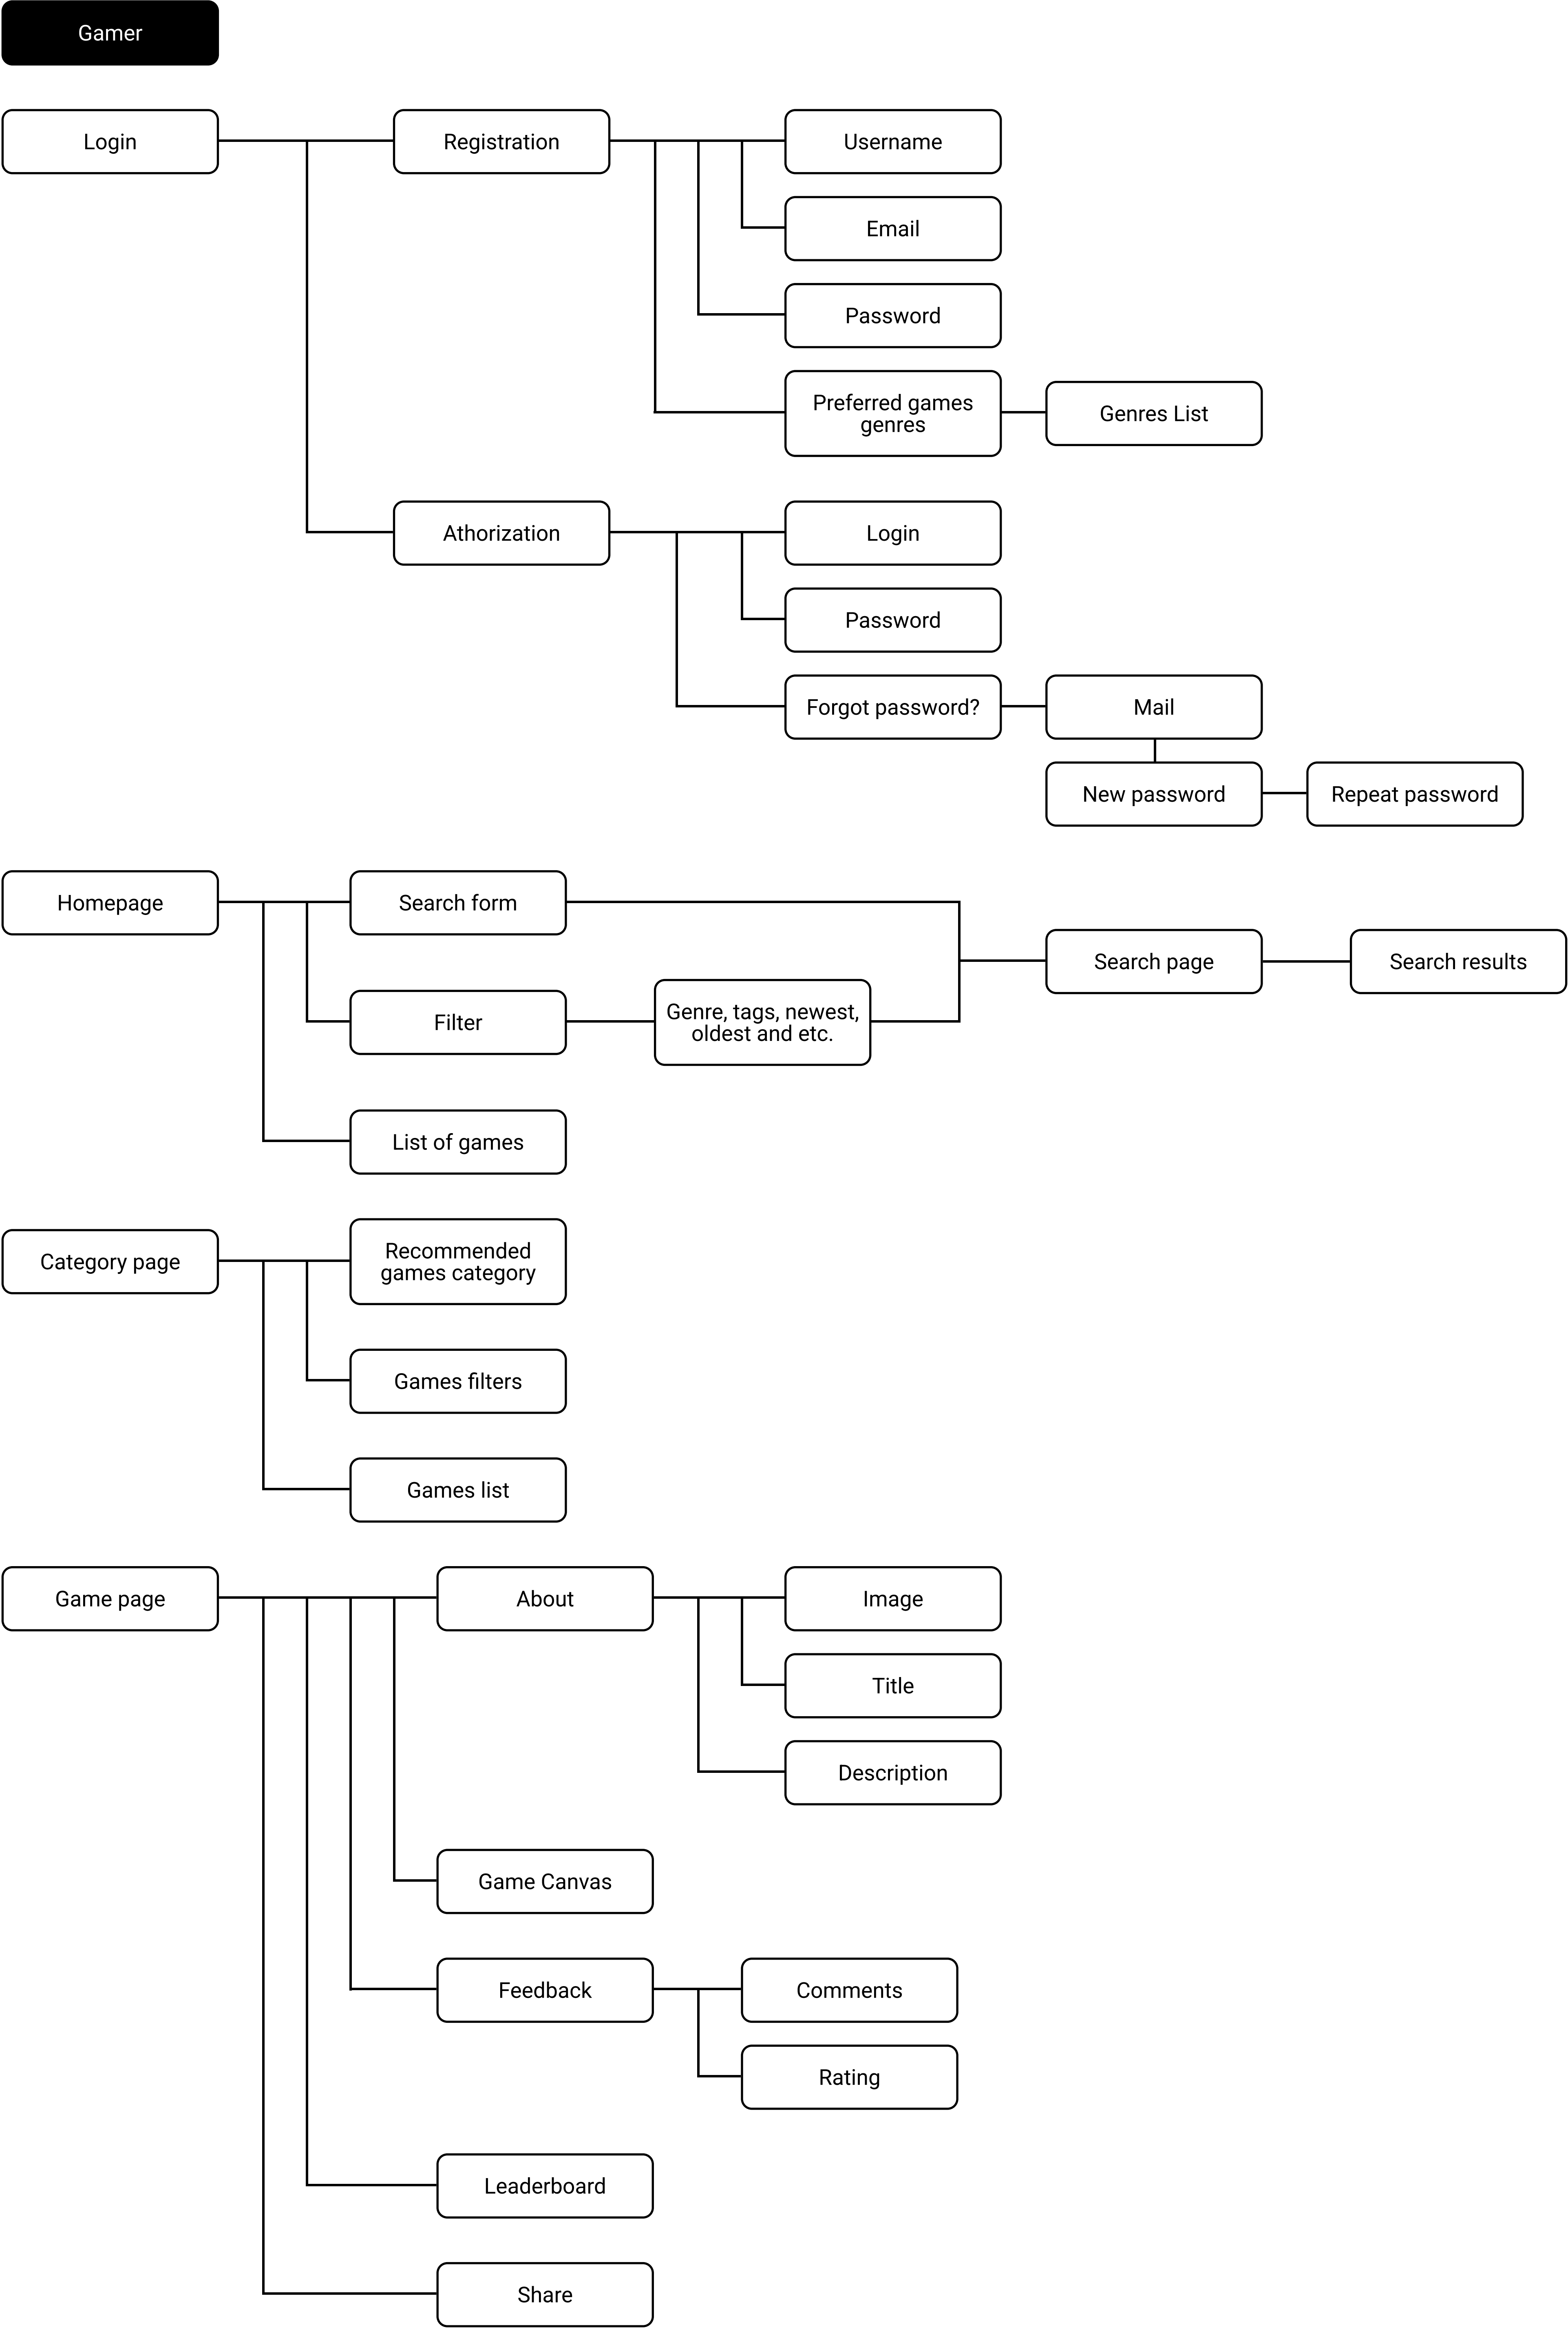 Gamer
Login
Registration
Username
Email
Password
Preferred games
genres
Genres List
Athorization
Login
Password
Forgot password?
Mail
New password
Repeat password
Homepage
Search form
Search page
Search results
Filter
Genre, tags, newest,
oldest and etc.
List of games
Category page
Recommended
games category
Games filters
Games list
Game page
About
Image
Title
Description
Game Canvas
Feedback
Comments
Rating
Leaderboard
Share